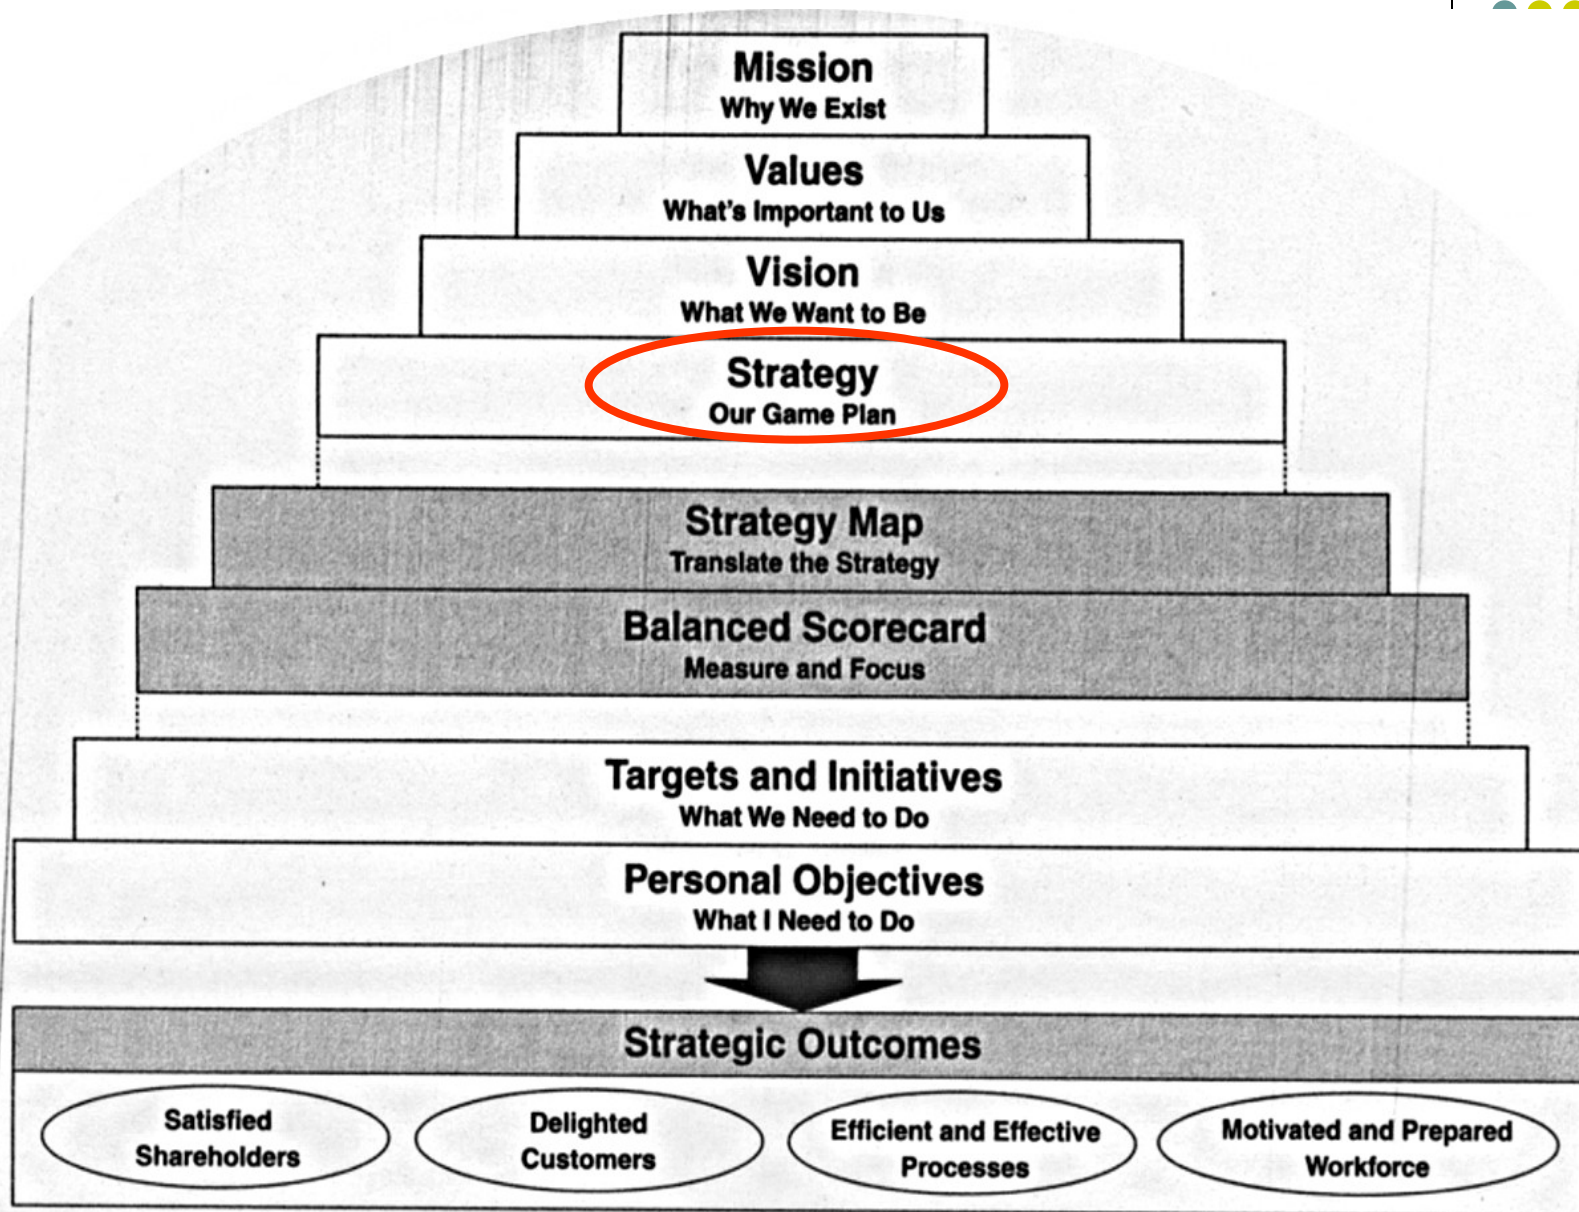 Mission
Why We Exist
Values
What's Important to Us
Vision
What We Want to Be
Strategy
Our Game Plan
Strategy Map
Translate the Strategy
Balanced Scorecard
Measure and Focus
Targets and Initiatives
What We Need to Do
Personal Objectives
What I Need to Do
Strategic Outcomes
Satisfied
Shareholders
Delighted
Customers
Efficient and Effective
Processes
Motivated and Prepared
Workforce